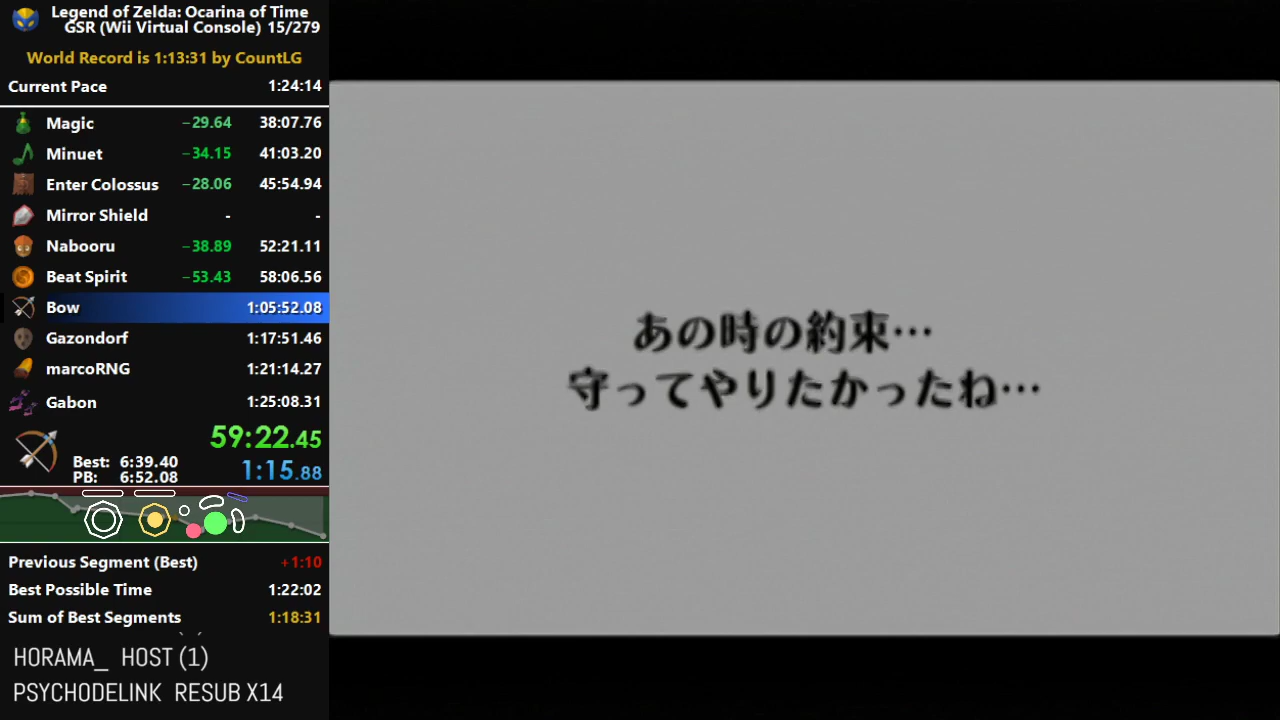 Legend of Zelda: Ocarina of Time
GSR (Wii Virtual Console) 15/279
World Record is 1:13:31 by CountLG
Current Pace 1:24:14
Magic -29.64 38:07.76
Minuet -34.15 41:03.20
Enter Colossus -28.06 45:54.94
Mirror Shield - -
Nabooru -38.89 52:21.11
Beat Spirit -53.43 58:06.56
Bow 1:05:52.08
Gazondorf 1:17:51.46
marcoRNG 1:21:14.27
Gabon 1:25:08.31
59:22.45
Best: 6:39.40
PB: 6:52.08
1:15.88
Previous Segment (Best) +1:10
Best Possible Time 1:22:02
Sum of Best Segments 1:18:31
HORAMA_ HOST (1)
PSYCHODELINK RESUB X14
あの時の約束…
守ってやりたかったね…